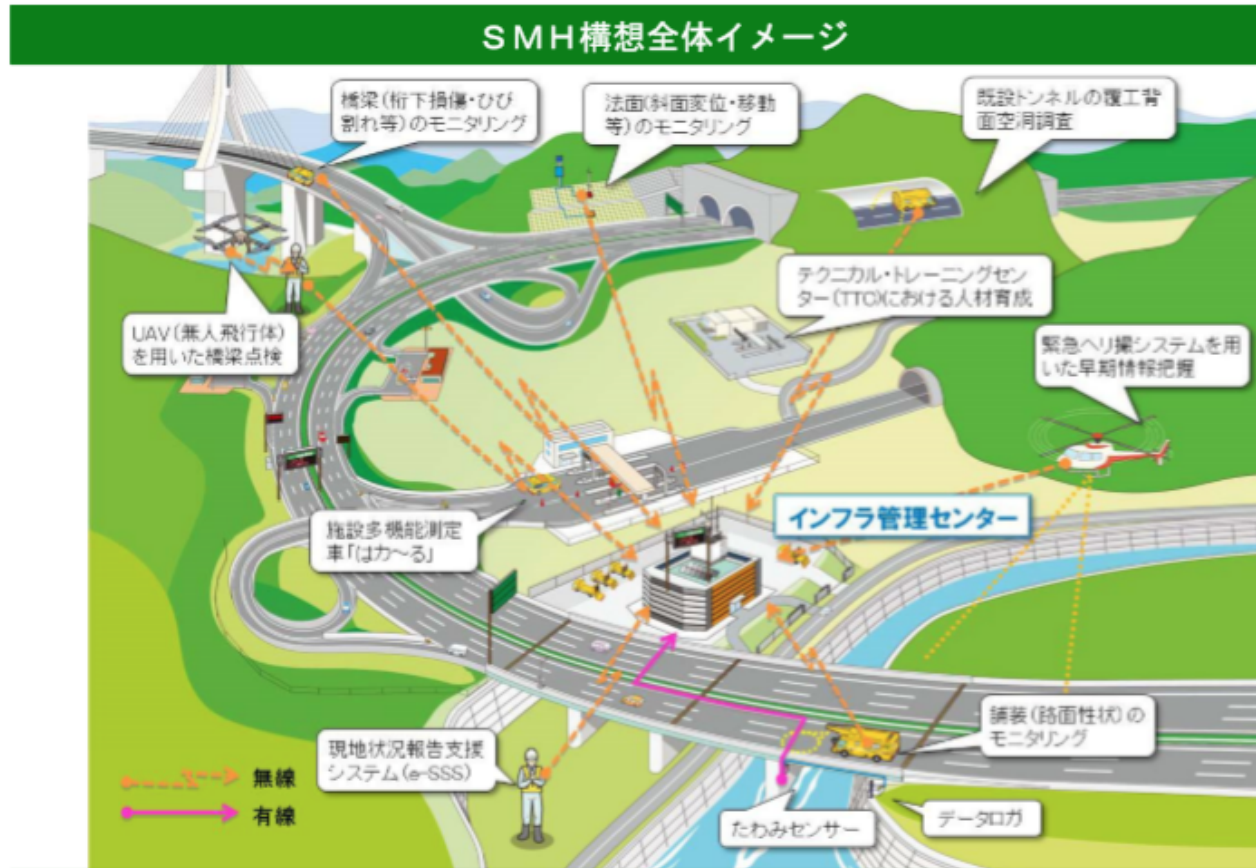 SMH構想全体イメージ
橋梁(桁下損傷・ひび
割れ等)のモニタリング
法面(斜面変位・移動
等)のモニタリング
既設トンネルの覆工背
面空洞調査
テクニカル・トレーニングセン
ター(TTC)における人材育成
UAV(無人飛行体)
を用いた橋梁点検
緊急ヘリ撮システムを用
いた早期情報把握
インフラ管理センター
施設多機能測定
車「はか〜る」
舗装(路面性状)の
モニタリング
現地状況報告支援
システム(e-SSS)
無線
有線
たわみセンサー
データロガ